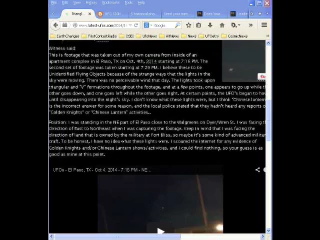 Witness said:
This is footage that was taken out of my own camera from inside of an
apartment complex in El Paso, TX on Oct. 4th, 2014 starting at 7:16 PM. The
second set of footage was taken starting at 7:29 PM. I believe these to be
Unidentified Flying Objects because of the strange ways that the lights in the
sky were moving. There was no perceivable wind that day. The lights took upon
triangular and "V" formations throughout the footage, and at a few points, one appears to go up while the
other goes down, and one goes left while the other goes right. At certain points, the UFO's began to hover
until disappearing into the night's sky. I don't know what these lights were, but I think "Chinese Lanterns"
is the incorrect answer for some reason, and the local police stated that they hadn't heard any reports of
"Golden Knights" or "Chinese Lantern" activities...
Position: I was standing in the NE part of El Paso close to the Walgreens on Dyer/Wren St. I was facing the
direction of East to Northeast when I was capturing the footage. Keep in mind that I was facing the
direction of land that is owned by the military at Fort Bliss, so maybe it's some kind of advanced military
craft. To be honest, I have no idea what these lights were. I scoured the internet for any evidence of
Golden Knights and/or Chinese Lantern shows/activities, and I could find nothing, so your guess is as
good as mine at this point.
UFOs - El Paso, TX - Oct 4, 2014 - 7:16 PM - NE...